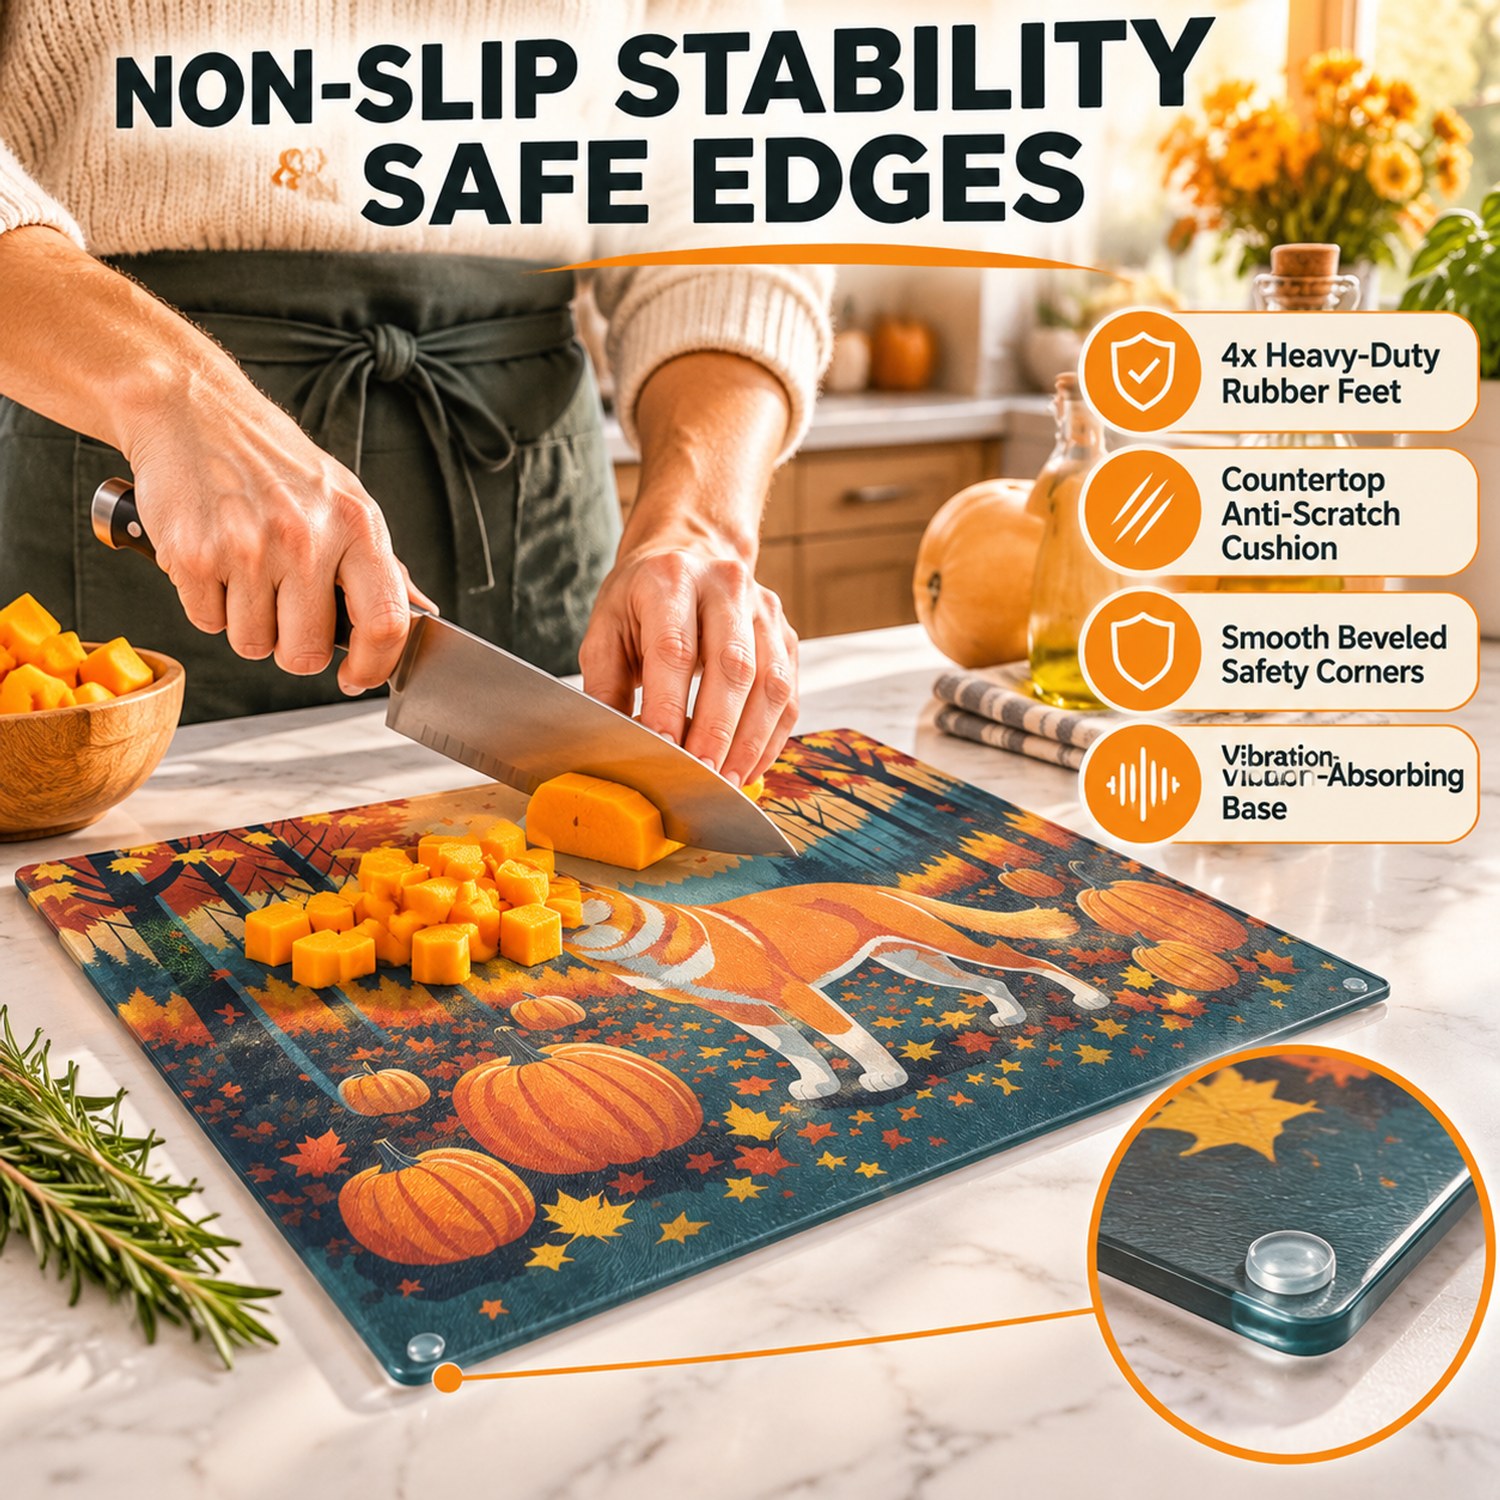 NON-SLIP STABILITY
& SAFE EDGES
4x Heavy-Duty
Rubber Feet
Countertop
Anti-Scratch
Cushion
Smooth Beveled
Safety Corners
Vibration-
-Absorbing
Base